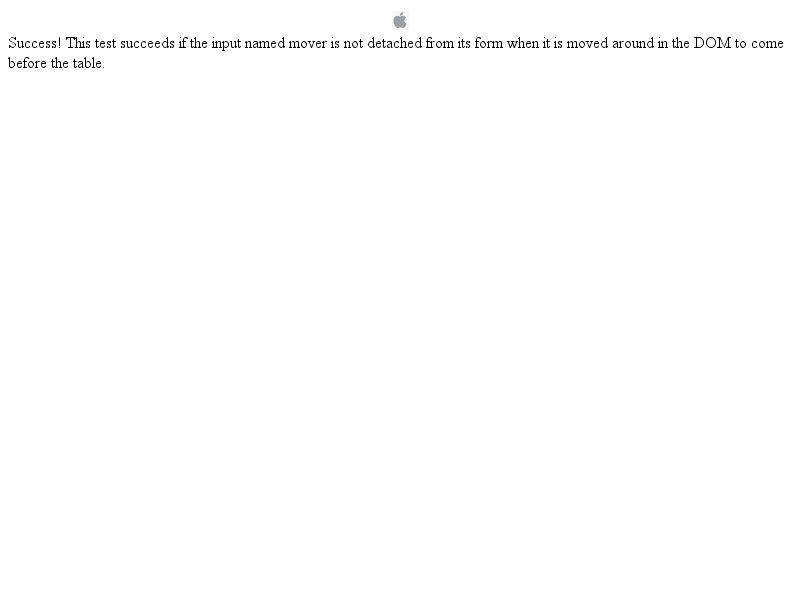 Success! This test succeeds if the input named mover is not detached from its form when it is moved around in the DOM to come
before the table.